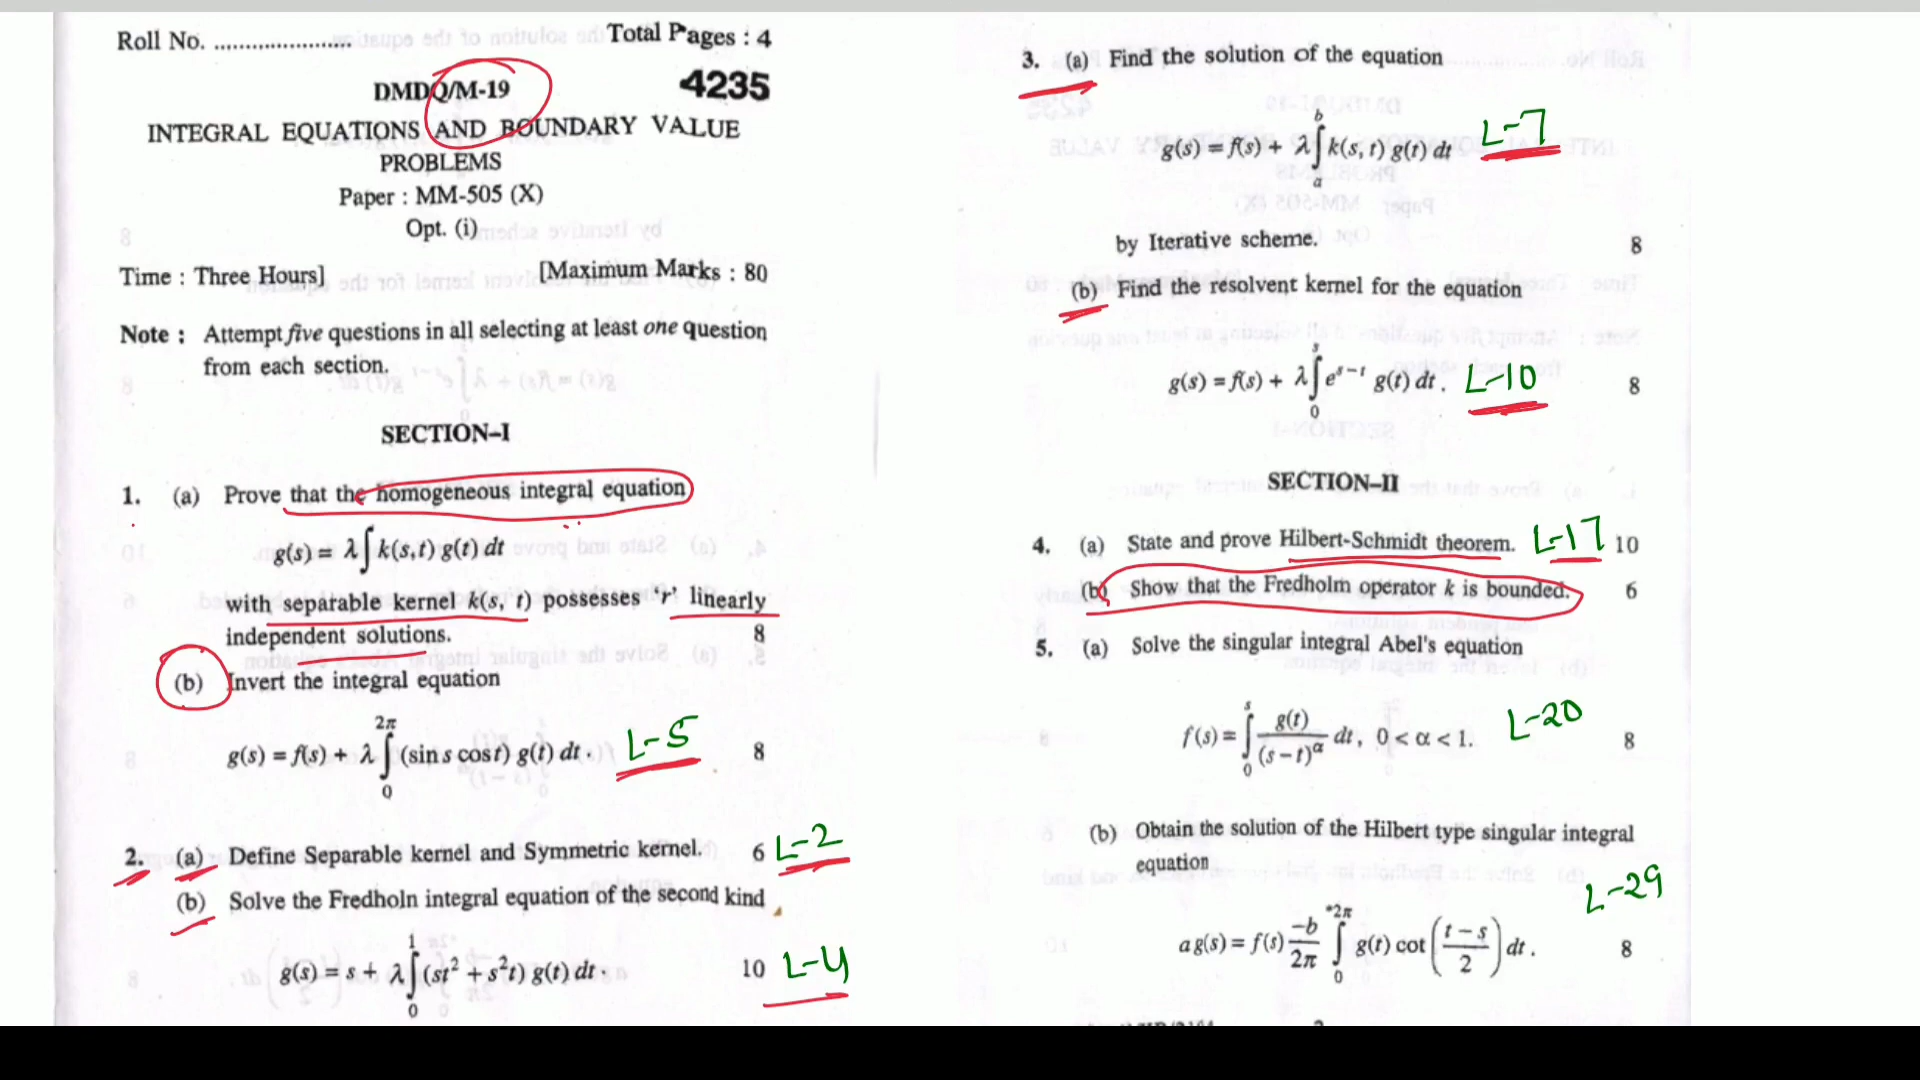 Roll No. ......................
Total Pages : 4
DMDQ/M-19
4235
INTEGRAL EQUATIONS AND BOUNDARY VALUE
PROBLEMS
Paper : MM-505 (X)
Opt. (i)
Time : Three Hours]
[Maximum Marks : 80
Note : Attempt five questions in all selecting at least one question
from each section.
SECTION–I
1. (a) Prove that the homogeneous integral equation
g(s) = λ∫ k(s,t) g(t) dt
with separable kernel k(s, t) possesses 'r' linearly
independent solutions. 8
(b) Invert the integral equation
g(s) = f(s) + λ ∫₀^{2π} (sin s cos t) g(t) dt . 8
L-5
2. (a) Define Separable kernel and Symmetric kernel. 6
L-2
(b) Solve the Fredholn integral equation of the second kind
g(s) = s + λ ∫₀^1 (st² + s²t) g(t) dt . 10
L-4
3. (a) Find the solution of the equation
g(s) = f(s) + λ ∫ₐ^b k(s, t) g(t) dt
L-7
by Iterative scheme. 8
(b) Find the resolvent kernel for the equation
g(s) = f(s) + λ ∫₀^s e^{s–t} g(t) dt . 8
L-10
SECTION–II
4. (a) State and prove Hilbert-Schmidt theorem. 10
L-17
(b) Show that the Fredholm operator k is bounded. 6
5. (a) Solve the singular integral Abel's equation
f(s) = ∫₀^s g(t)/(s – t)^α dt, 0 < α < 1. 8
L-20
(b) Obtain the solution of the Hilbert type singular integral
equation
L-29
a g(s) = f(s) –b/2π ∫₀^{2π} g(t) cot ((t – s)/2) dt . 8